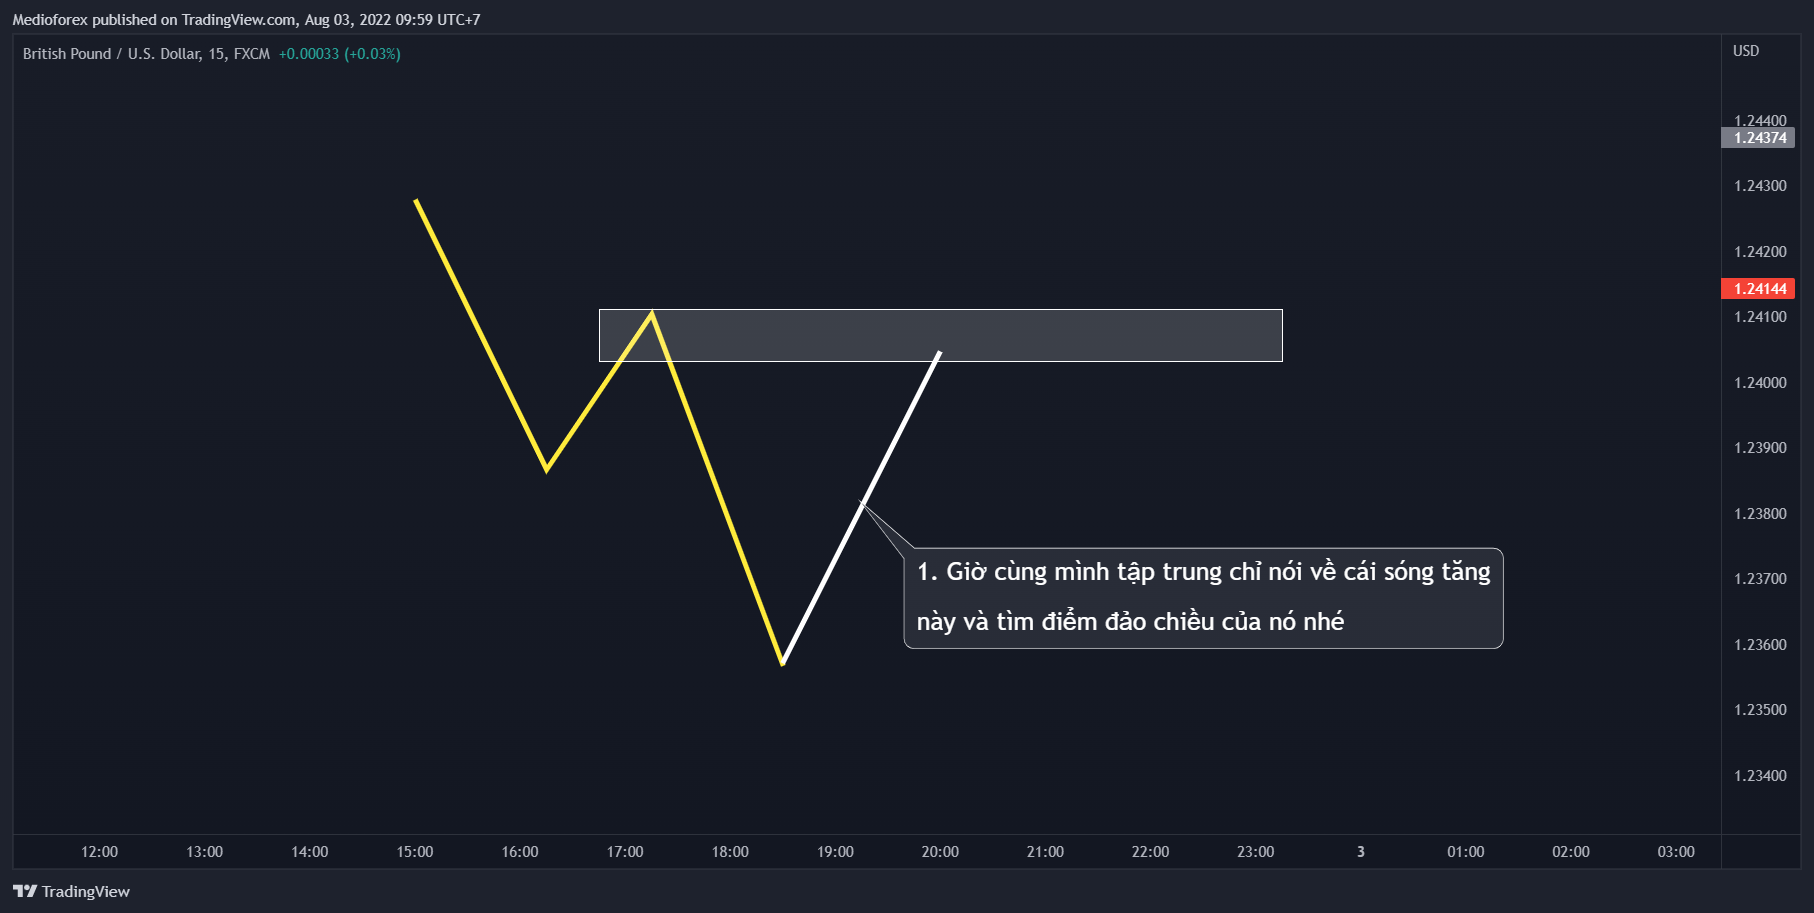 Medioforex published on TradingView.com, Aug 03, 2022 09:59 UTC+7
British Pound / U.S. Dollar, 15, FXCM +0.00033 (+0.03%)
USD
1.24400
1.24374
1.24300
1.24200
1.24144
1.24100
1.24000
1.23900
1.23800
1.23700
1.23600
1.23500
1.23400
1. Giờ cùng mình tập trung chỉ nói về cái sóng tăng
này và tìm điểm đảo chiều của nó nhé
12:00 13:00 14:00 15:00 16:00 17:00 18:00 19:00 20:00 21:00 22:00 23:00 3 01:00 02:00 03:00
TradingView